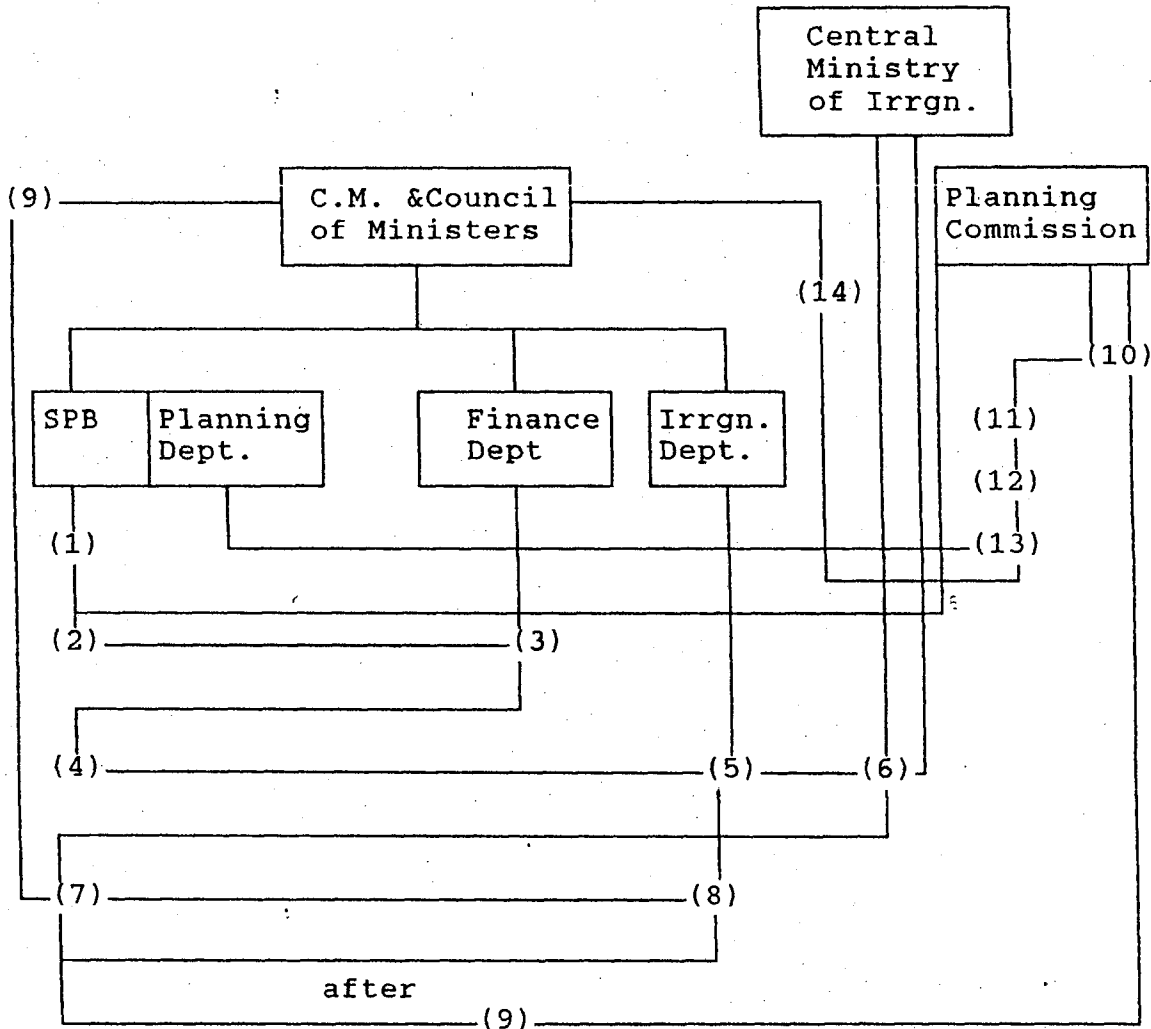 Central
Ministry
of Irrgn.
(9)
C.M. &Council
of Ministers
Planning
Commission
(14)
(10)
SPB
Planning
Dept.
Finance
Dept
Irrgn.
Dept.
(11)
(12)
(1)
(13)
(2)
(3)
(4)
(5)
(6)
(7)
(8)
after
(9)